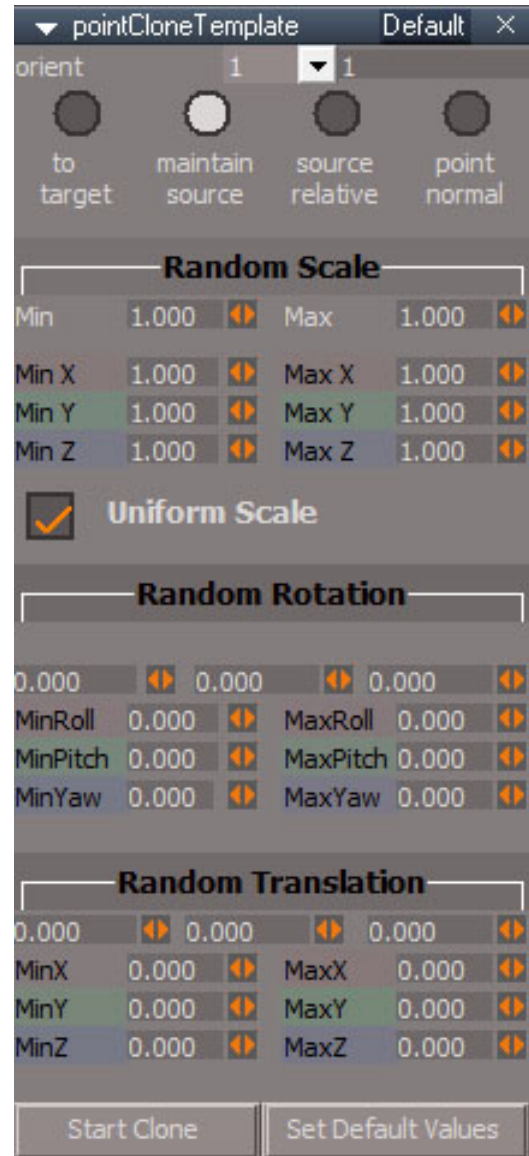 pointCloneTemplate Default ×
orient 1 1
to target maintain source source relative point normal
Random Scale
Min 1.000 Max 1.000
Min X 1.000 Max X 1.000
Min Y 1.000 Max Y 1.000
Min Z 1.000 Max Z 1.000
Uniform Scale
Random Rotation
0.000 0.000 0.000
MinRoll 0.000 MaxRoll 0.000
MinPitch 0.000 MaxPitch 0.000
MinYaw 0.000 MaxYaw 0.000
Random Translation
0.000 0.000 0.000
MinX 0.000 MaxX 0.000
MinY 0.000 MaxY 0.000
MinZ 0.000 MaxZ 0.000
Start Clone Set Default Values